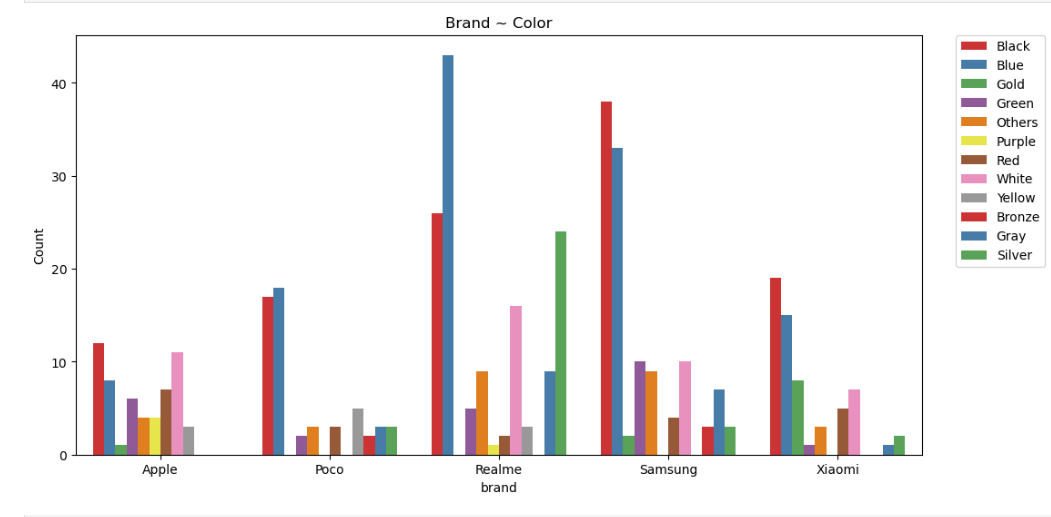 Brand ~ Color
40
30
20
10
0
Count
Apple
Poco
Realme
Samsung
Xiaomi
brand
Black
Blue
Gold
Green
Others
Purple
Red
White
Yellow
Bronze
Gray
Silver